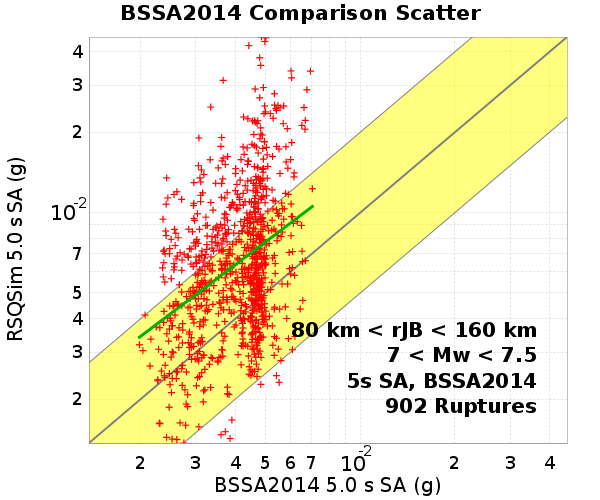 BSSA2014 Comparison Scatter
RSQSim 5.0 s SA (g)
4
3
2
10-2
7
5
4
3
2
80 km < rJB < 160 km
7 < Mw < 7.5
5s SA, BSSA2014
902 Ruptures
2 3 4 5 6 7 10-2 2 3 4
BSSA2014 5.0 s SA (g)